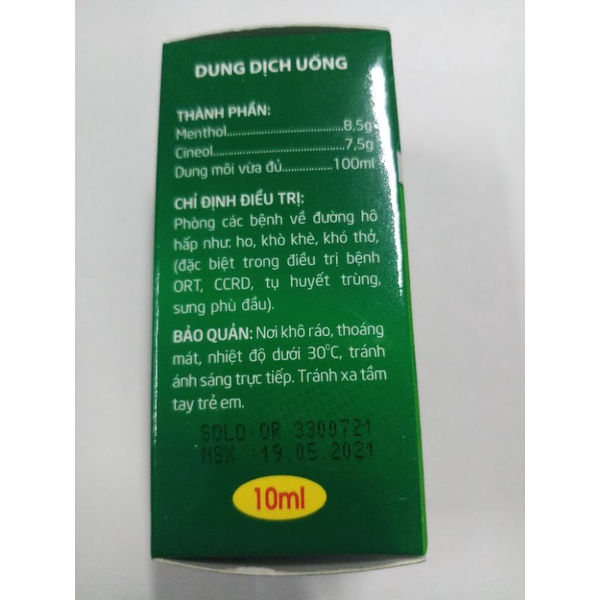 DUNG DỊCH UỐNG
THÀNH PHẦN:
Menthol.................................8,5g
Cineol....................................7,5g
Dung môi vừa đủ...............100ml
CHỈ ĐỊNH ĐIỀU TRỊ:
Phòng các bệnh về đường hô
hấp như: ho, khò khè, khó thở,
(đặc biệt trong điều trị bệnh
ORT, CCRD, tụ huyết trùng,
sưng phù đầu).
BẢO QUẢN: Nơi khô ráo, thoáng
mát, nhiệt độ dưới 30°C, tránh
ánh sáng trực tiếp. Tránh xa tầm
tay trẻ em.
SOLO:OR 3300721
NSX :19.05.2021
10ml